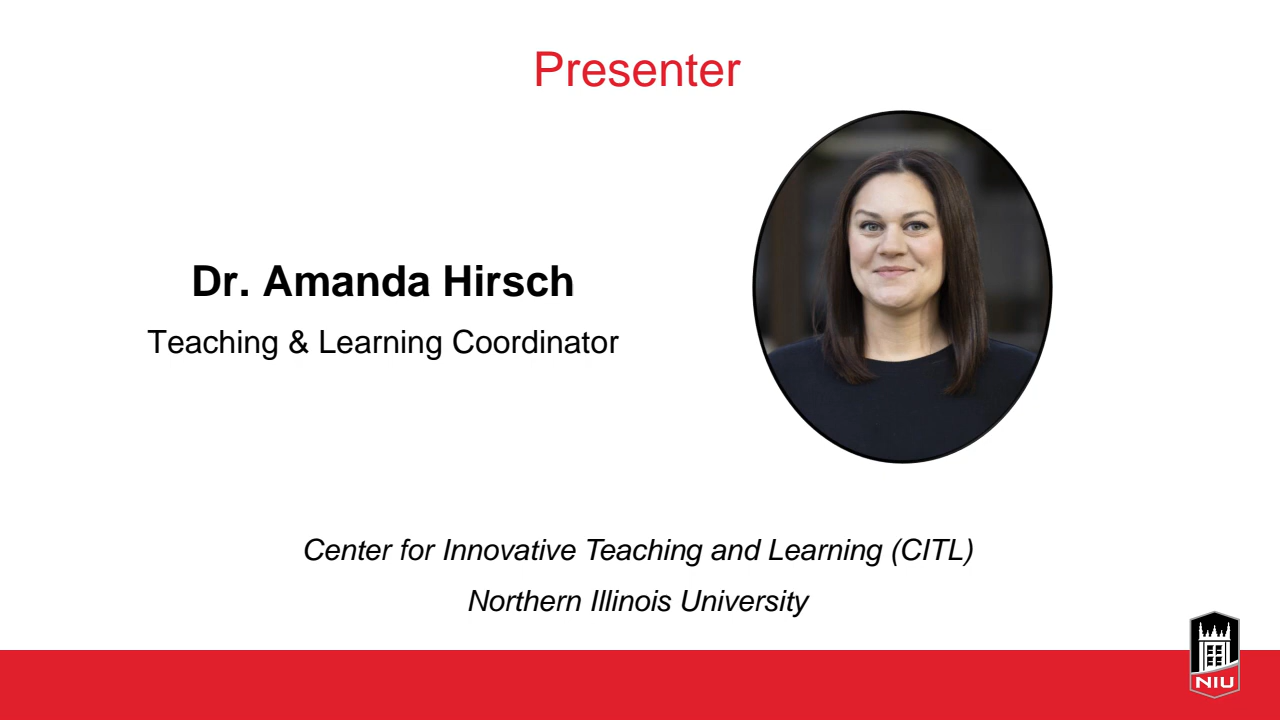 Presenter
Dr. Amanda Hirsch
Teaching & Learning Coordinator
Center for Innovative Teaching and Learning (CITL)
Northern Illinois University
NIU